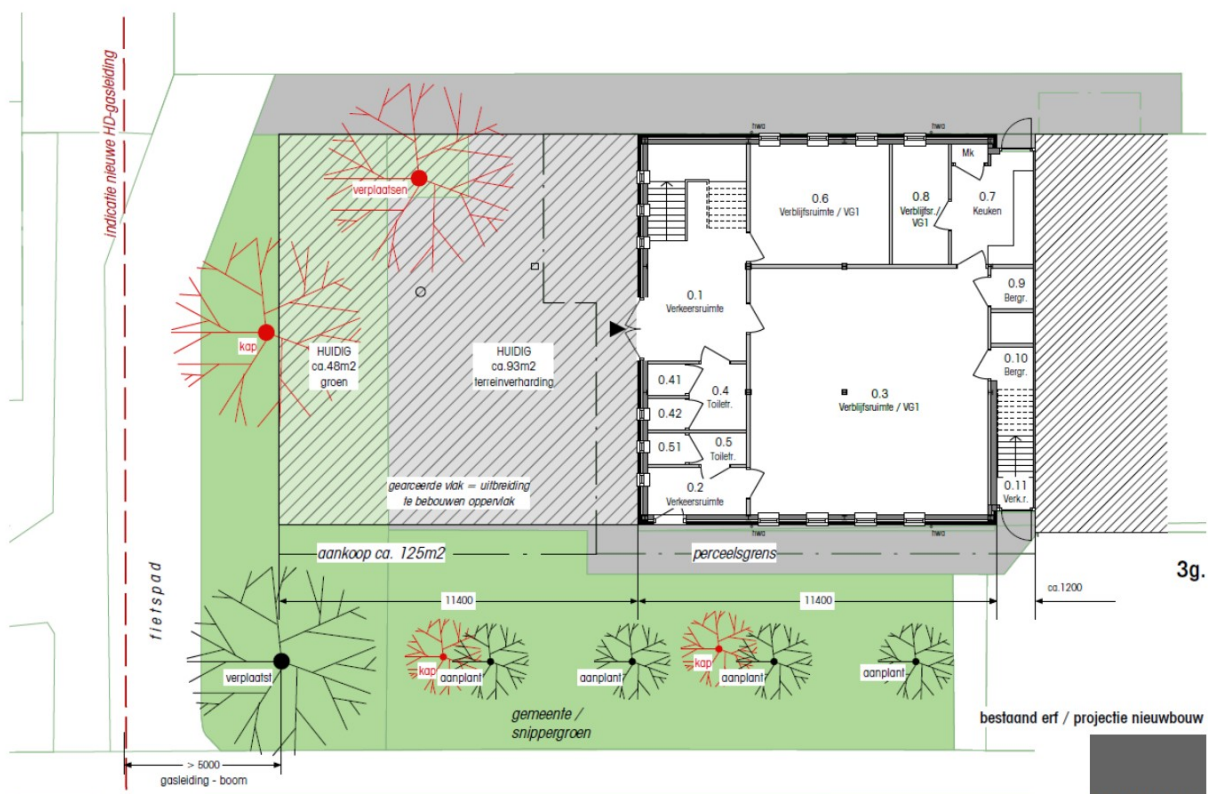 indicatie nieuwe HD-gasleiding
verplaatsen
kap
HUIDIG
ca.48m2
groen
HUIDIG
ca.93m2
terreinverharding
gearceerde vlak = uitbreiding
te bebouwen oppervlak
hwa
hwa
Mk
0.6
Verblijfsruimte / VG1
0.8
Verblijfsr./
VG1
0.7
Keuken
0.1
Verkeersruimte
0.9
Bergr.
0.10
Bergr.
0.41
0.4
Toiletr.
0.42
0.3
Verblijfsruimte / VG1
0.51
0.5
Toiletr.
0.2
Verkeersruimte
0.11
Verk.r.
hwa
hwa
aankoop ca. 125m2
perceelsgrens
3g.
fietspad
11400
11400
ca.1200
verplaatst
kap
aanplant
aanplant
kap
aanplant
aanplant
gemeente /
snippergroen
bestaand erf / projectie nieuwbouw
> 5000
gasleiding - boom